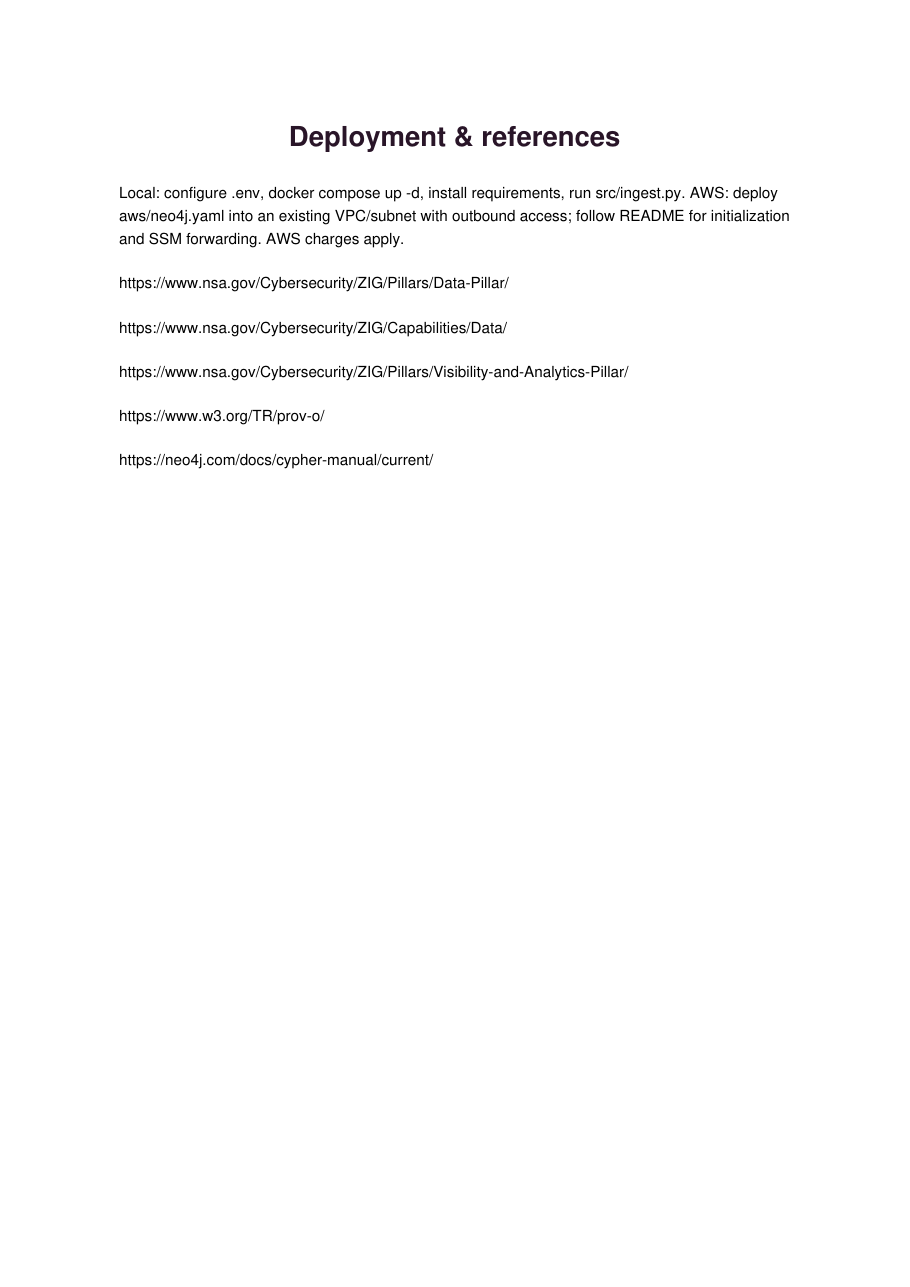 Deployment & references
Local: configure .env, docker compose up -d, install requirements, run src/ingest.py. AWS: deploy
aws/neo4j.yaml into an existing VPC/subnet with outbound access; follow README for initialization
and SSM forwarding. AWS charges apply.
https://www.nsa.gov/Cybersecurity/ZIG/Pillars/Data-Pillar/
https://www.nsa.gov/Cybersecurity/ZIG/Capabilities/Data/
https://www.nsa.gov/Cybersecurity/ZIG/Pillars/Visibility-and-Analytics-Pillar/
https://www.w3.org/TR/prov-o/
https://neo4j.com/docs/cypher-manual/current/